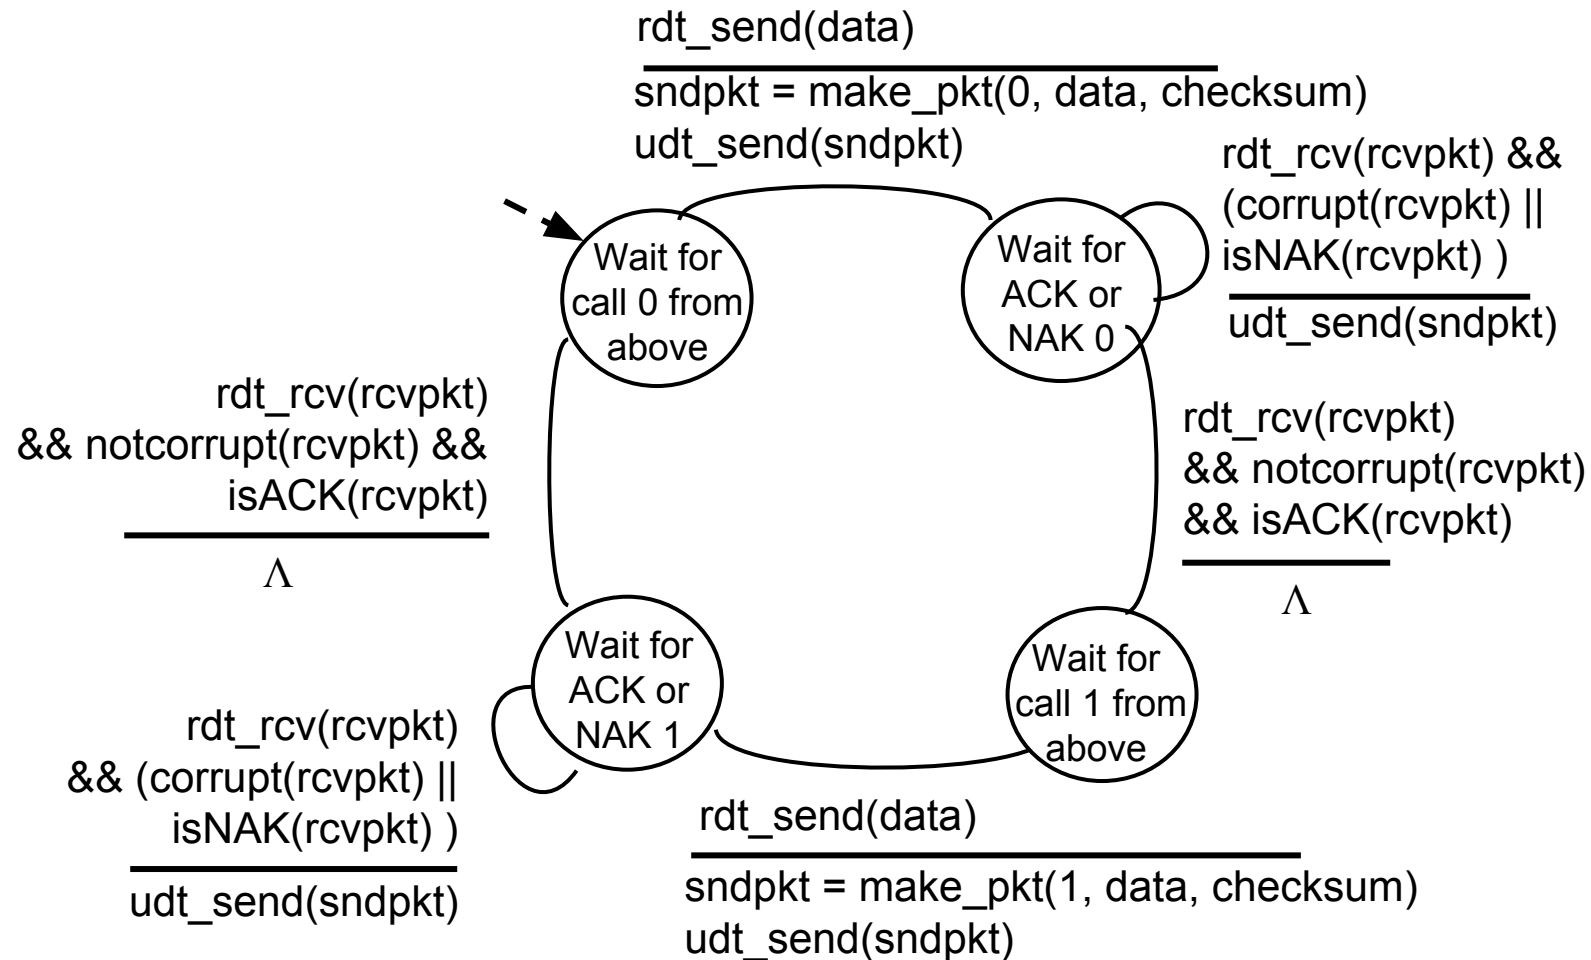 rdt_send(data)
sndpkt = make_pkt(0, data, checksum)
udt_send(sndpkt)
rdt_rcv(rcvpkt) &&
(corrupt(rcvpkt) ||
isNAK(rcvpkt) )
udt_send(sndpkt)
Wait for
call 0 from
above
Wait for
ACK or
NAK 0
rdt_rcv(rcvpkt)
&& notcorrupt(rcvpkt) &&
isACK(rcvpkt)
Λ
rdt_rcv(rcvpkt)
&& notcorrupt(rcvpkt)
&& isACK(rcvpkt)
Λ
Wait for
ACK or
NAK 1
Wait for
call 1 from
above
rdt_rcv(rcvpkt)
&& (corrupt(rcvpkt) ||
isNAK(rcvpkt) )
udt_send(sndpkt)
rdt_send(data)
sndpkt = make_pkt(1, data, checksum)
udt_send(sndpkt)